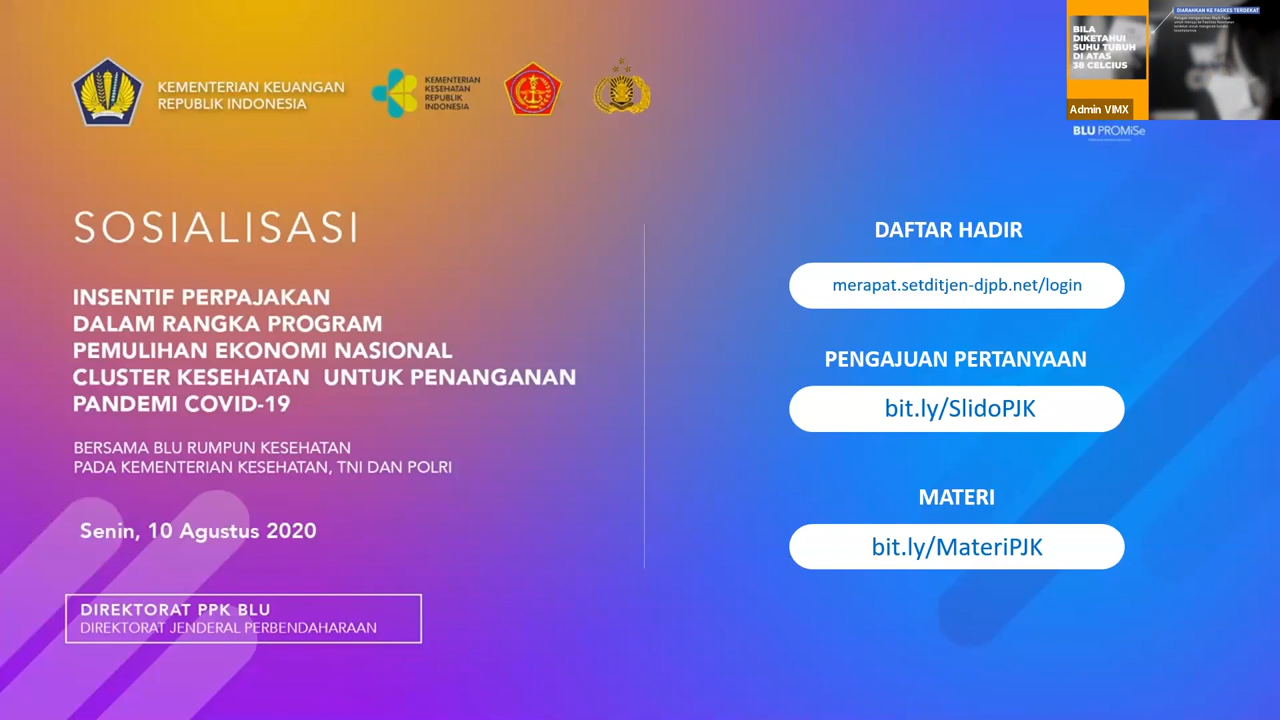 KEMENTERIAN KEUANGAN
REPUBLIK INDONESIA
KEMENTERIAN
KESEHATAN
REPUBLIK
INDONESIA
BILA
DIKETAHUI
SUHU TUBUH
DI ATAS
38 CELCIUS
DIARAHKAN KE FASKES TERDEKAT
Admin VIMX
BLU PROMiSe
SOSIALISASI
INSENTIF PERPAJAKAN
DALAM RANGKA PROGRAM
PEMULIHAN EKONOMI NASIONAL
CLUSTER KESEHATAN UNTUK PENANGANAN
PANDEMI COVID-19
BERSAMA BLU RUMPUN KESEHATAN
PADA KEMENTERIAN KESEHATAN, TNI DAN POLRI
Senin, 10 Agustus 2020
DIREKTORAT PPK BLU
DIREKTORAT JENDERAL PERBENDAHARAAN
DAFTAR HADIR
merapat.setditjen-djpb.net/login
PENGAJUAN PERTANYAAN
bit.ly/SlidoPJK
MATERI
bit.ly/MateriPJK